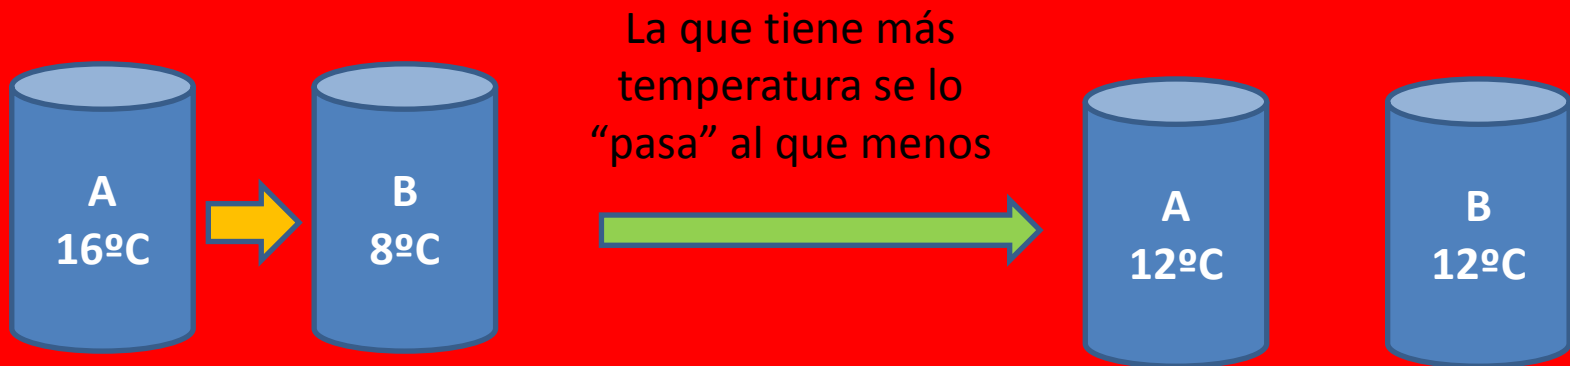 La que tiene más
temperatura se lo
“pasa” al que menos
A
16ºC
B
8ºC
A
12ºC
B
12ºC